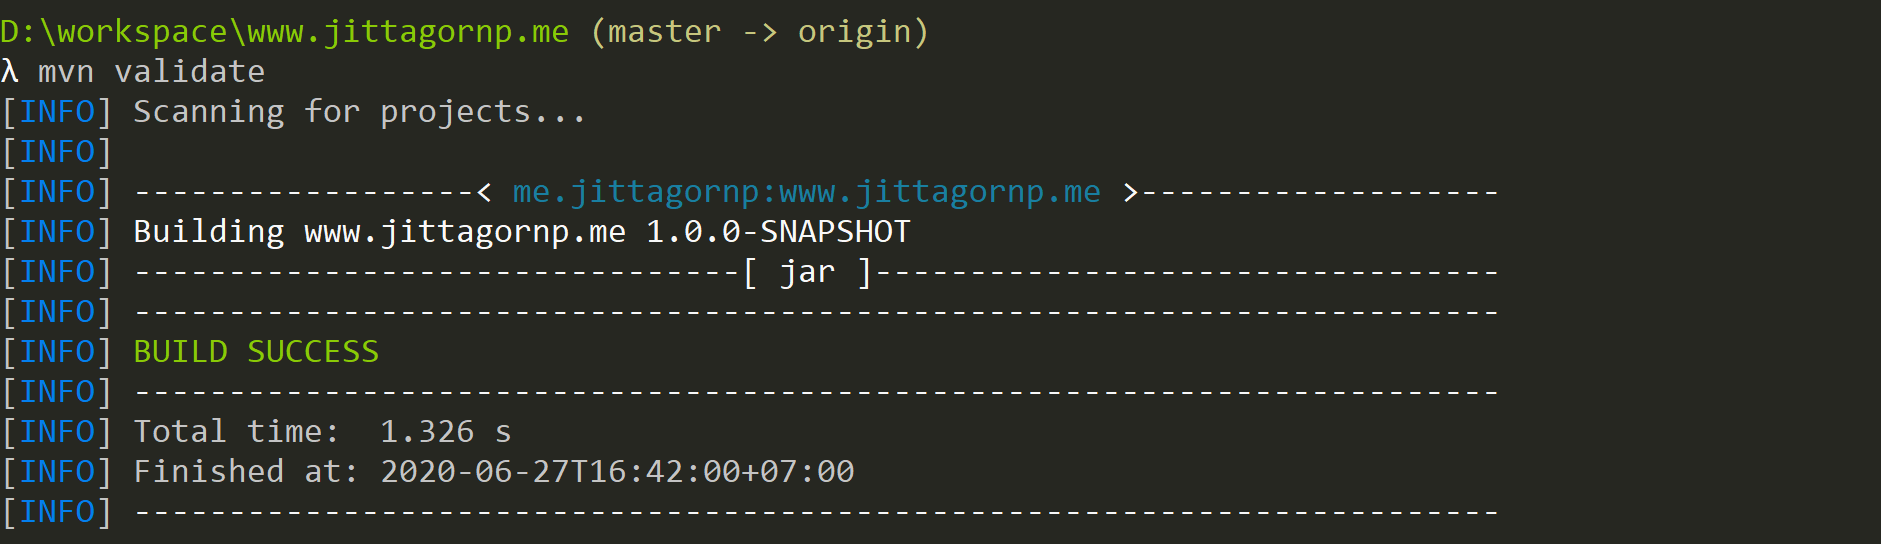 D:\workspace\www.jittagornp.me (master -> origin)
λ mvn validate
[INFO] Scanning for projects...
[INFO]
[INFO] ------------------< me.jittagornp:www.jittagornp.me >-------------------
[INFO] Building www.jittagornp.me 1.0.0-SNAPSHOT
[INFO] --------------------------------[ jar ]---------------------------------
[INFO] ------------------------------------------------------------------------
[INFO] BUILD SUCCESS
[INFO] ------------------------------------------------------------------------
[INFO] Total time:  1.326 s
[INFO] Finished at: 2020-06-27T16:42:00+07:00
[INFO] ------------------------------------------------------------------------